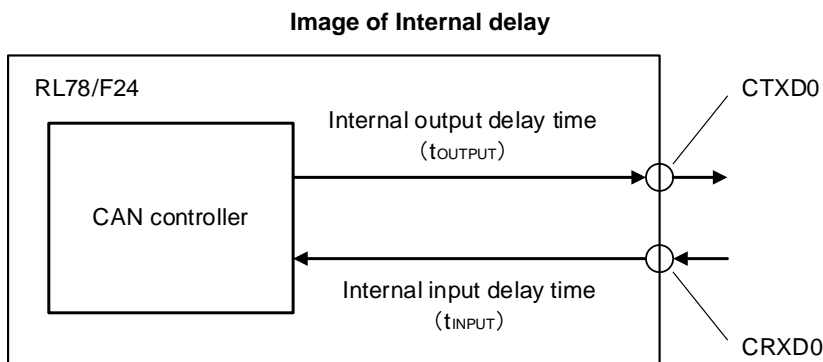 Image of Internal delay
RL78/F24
CTXD0
Internal output delay time
（tOUTPUT）
CAN controller
Internal input delay time
（tINPUT）
CRXD0